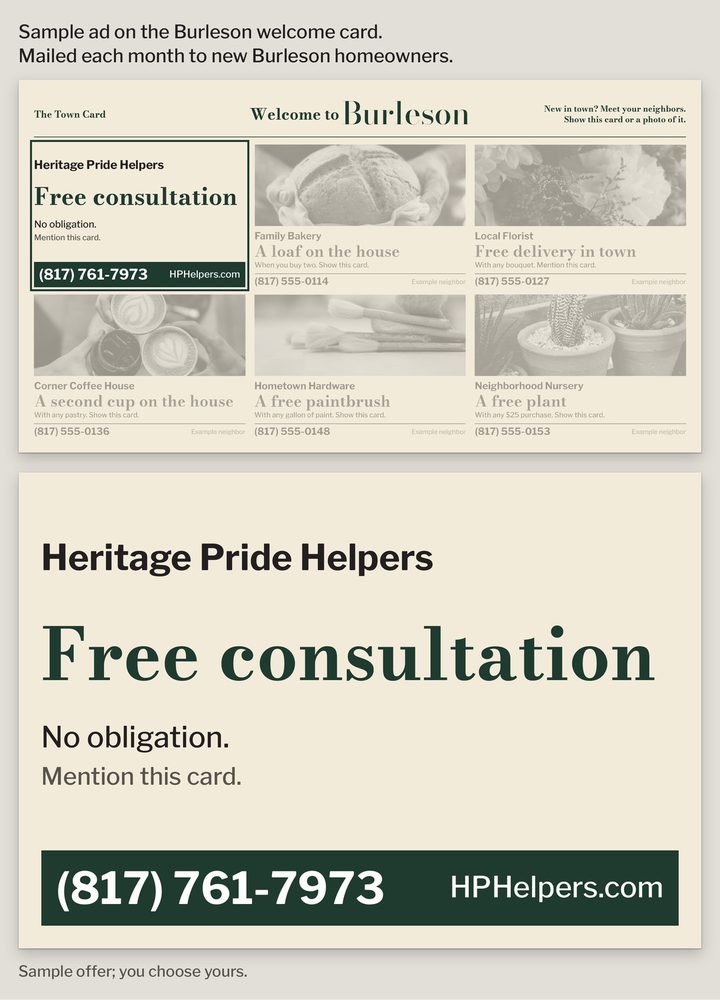 Sample ad on the Burleson welcome card.
Mailed each month to new Burleson homeowners.
The Town Card
Welcome to Burleson
New in town? Meet your neighbors.
Show this card or a photo of it.
Heritage Pride Helpers
Free consultation
No obligation.
Mention this card.
(817) 761-7973 HPHelpers.com
Family Bakery
A loaf on the house
When you buy two. Show this card.
(817) 555-0114 Example neighbor
Local Florist
Free delivery in town
With any bouquet. Mention this card.
(817) 555-0127 Example neighbor
Corner Coffee House
A second cup on the house
With any pastry. Show this card.
(817) 555-0136 Example neighbor
Hometown Hardware
A free paintbrush
With any gallon of paint. Show this card.
(817) 555-0148 Example neighbor
Neighborhood Nursery
A free plant
With any $25 purchase. Show this card.
(817) 555-0153 Example neighbor
Heritage Pride Helpers
Free consultation
No obligation.
Mention this card.
(817) 761-7973 HPHelpers.com
Sample offer; you choose yours.